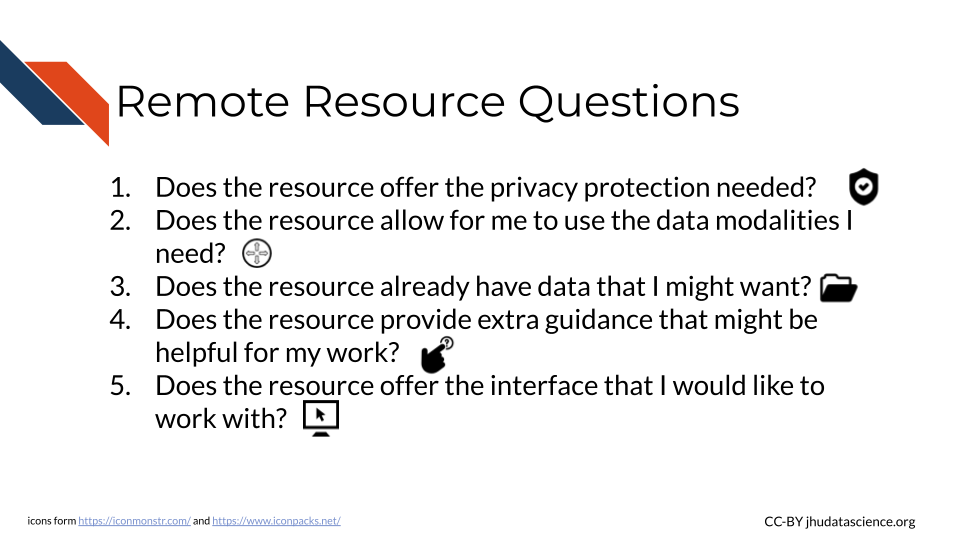 Remote Resource Questions
1. Does the resource offer the privacy protection needed?
2. Does the resource allow for me to use the data modalities I
need?
3. Does the resource already have data that I might want?
4. Does the resource provide extra guidance that might be
helpful for my work?
?
5. Does the resource offer the interface that I would like to
work with?
icons form https://iconmonstr.com/ and https://www.iconpacks.net/
CC-BY jhudatascience.org